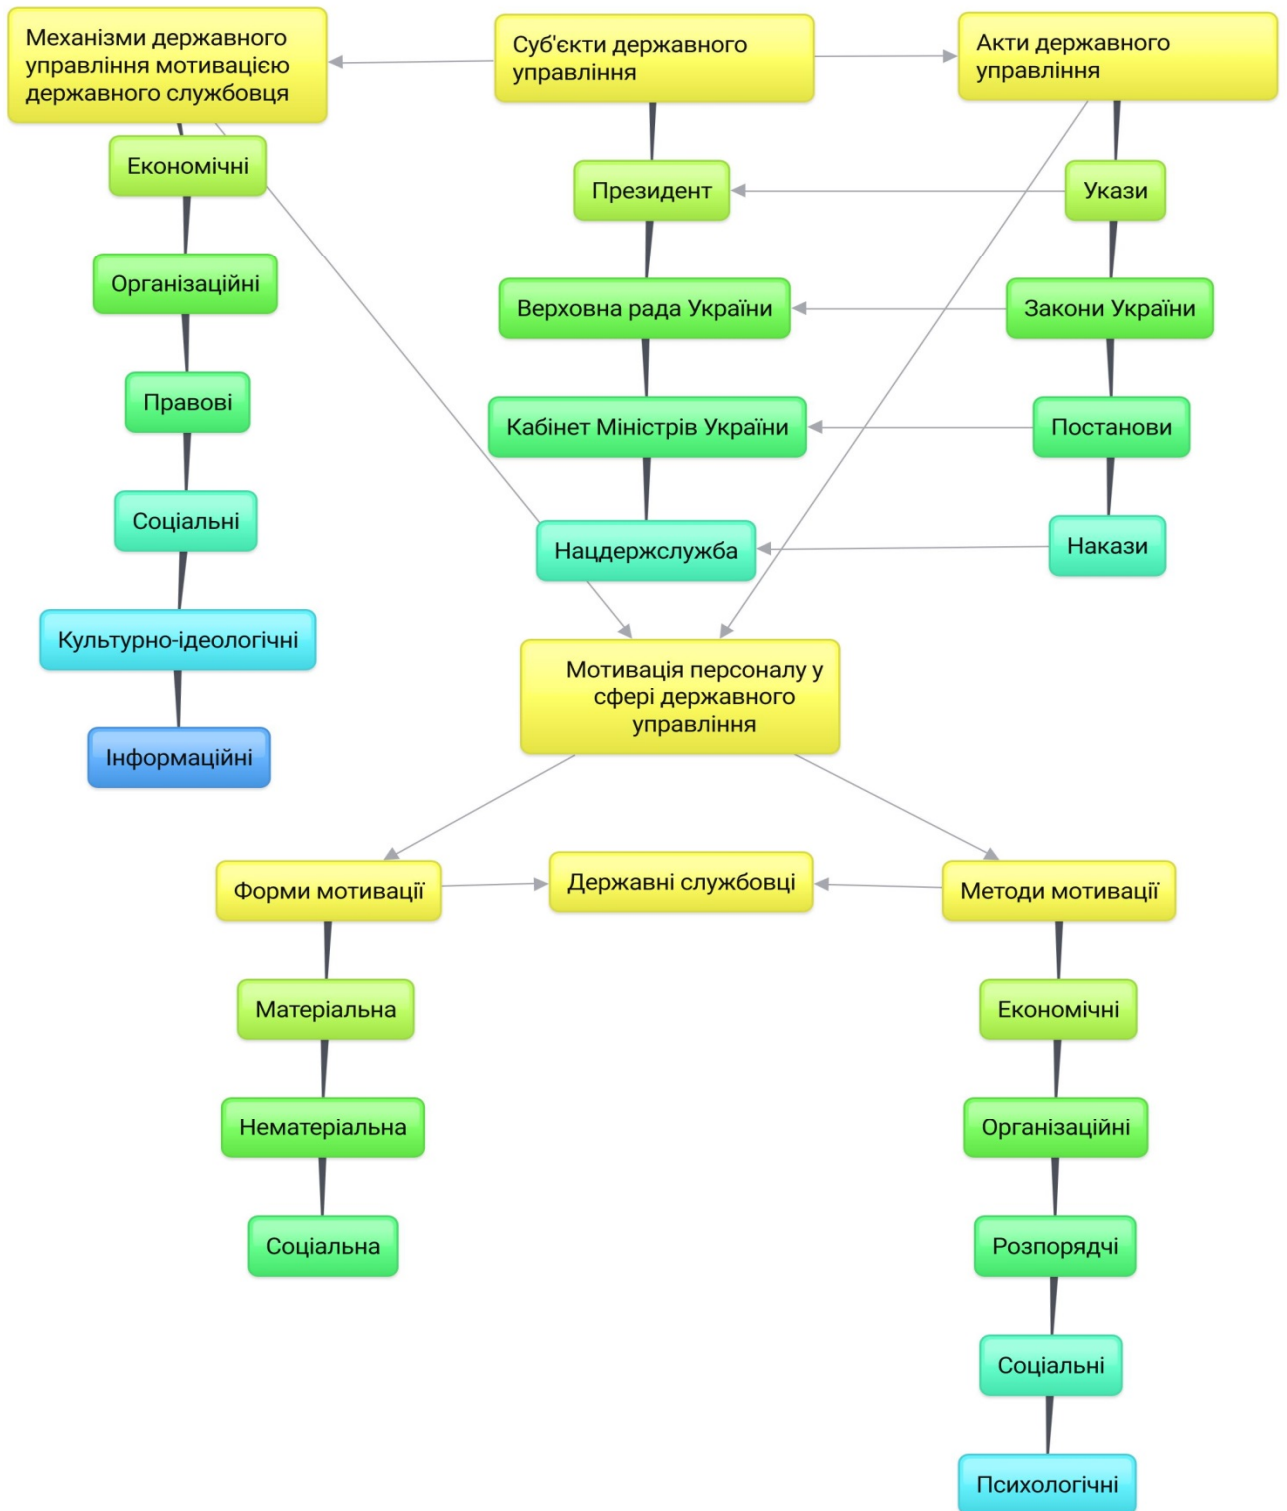 Механізми державного
управління мотивацією
державного службовця
Суб'єкти державного
управління
Акти державного
управління
Економічні
Організаційні
Правові
Соціальні
Культурно-ідеологічні
Інформаційні
Президент
Верховна рада України
Кабінет Міністрів України
Нацдержслужба
Укази
Закони України
Постанови
Накази
Мотивація персоналу у
сфері державного
управління
Форми мотивації
Державні службовці
Методи мотивації
Матеріальна
Нематеріальна
Соціальна
Економічні
Організаційні
Розпорядчі
Соціальні
Психологічні